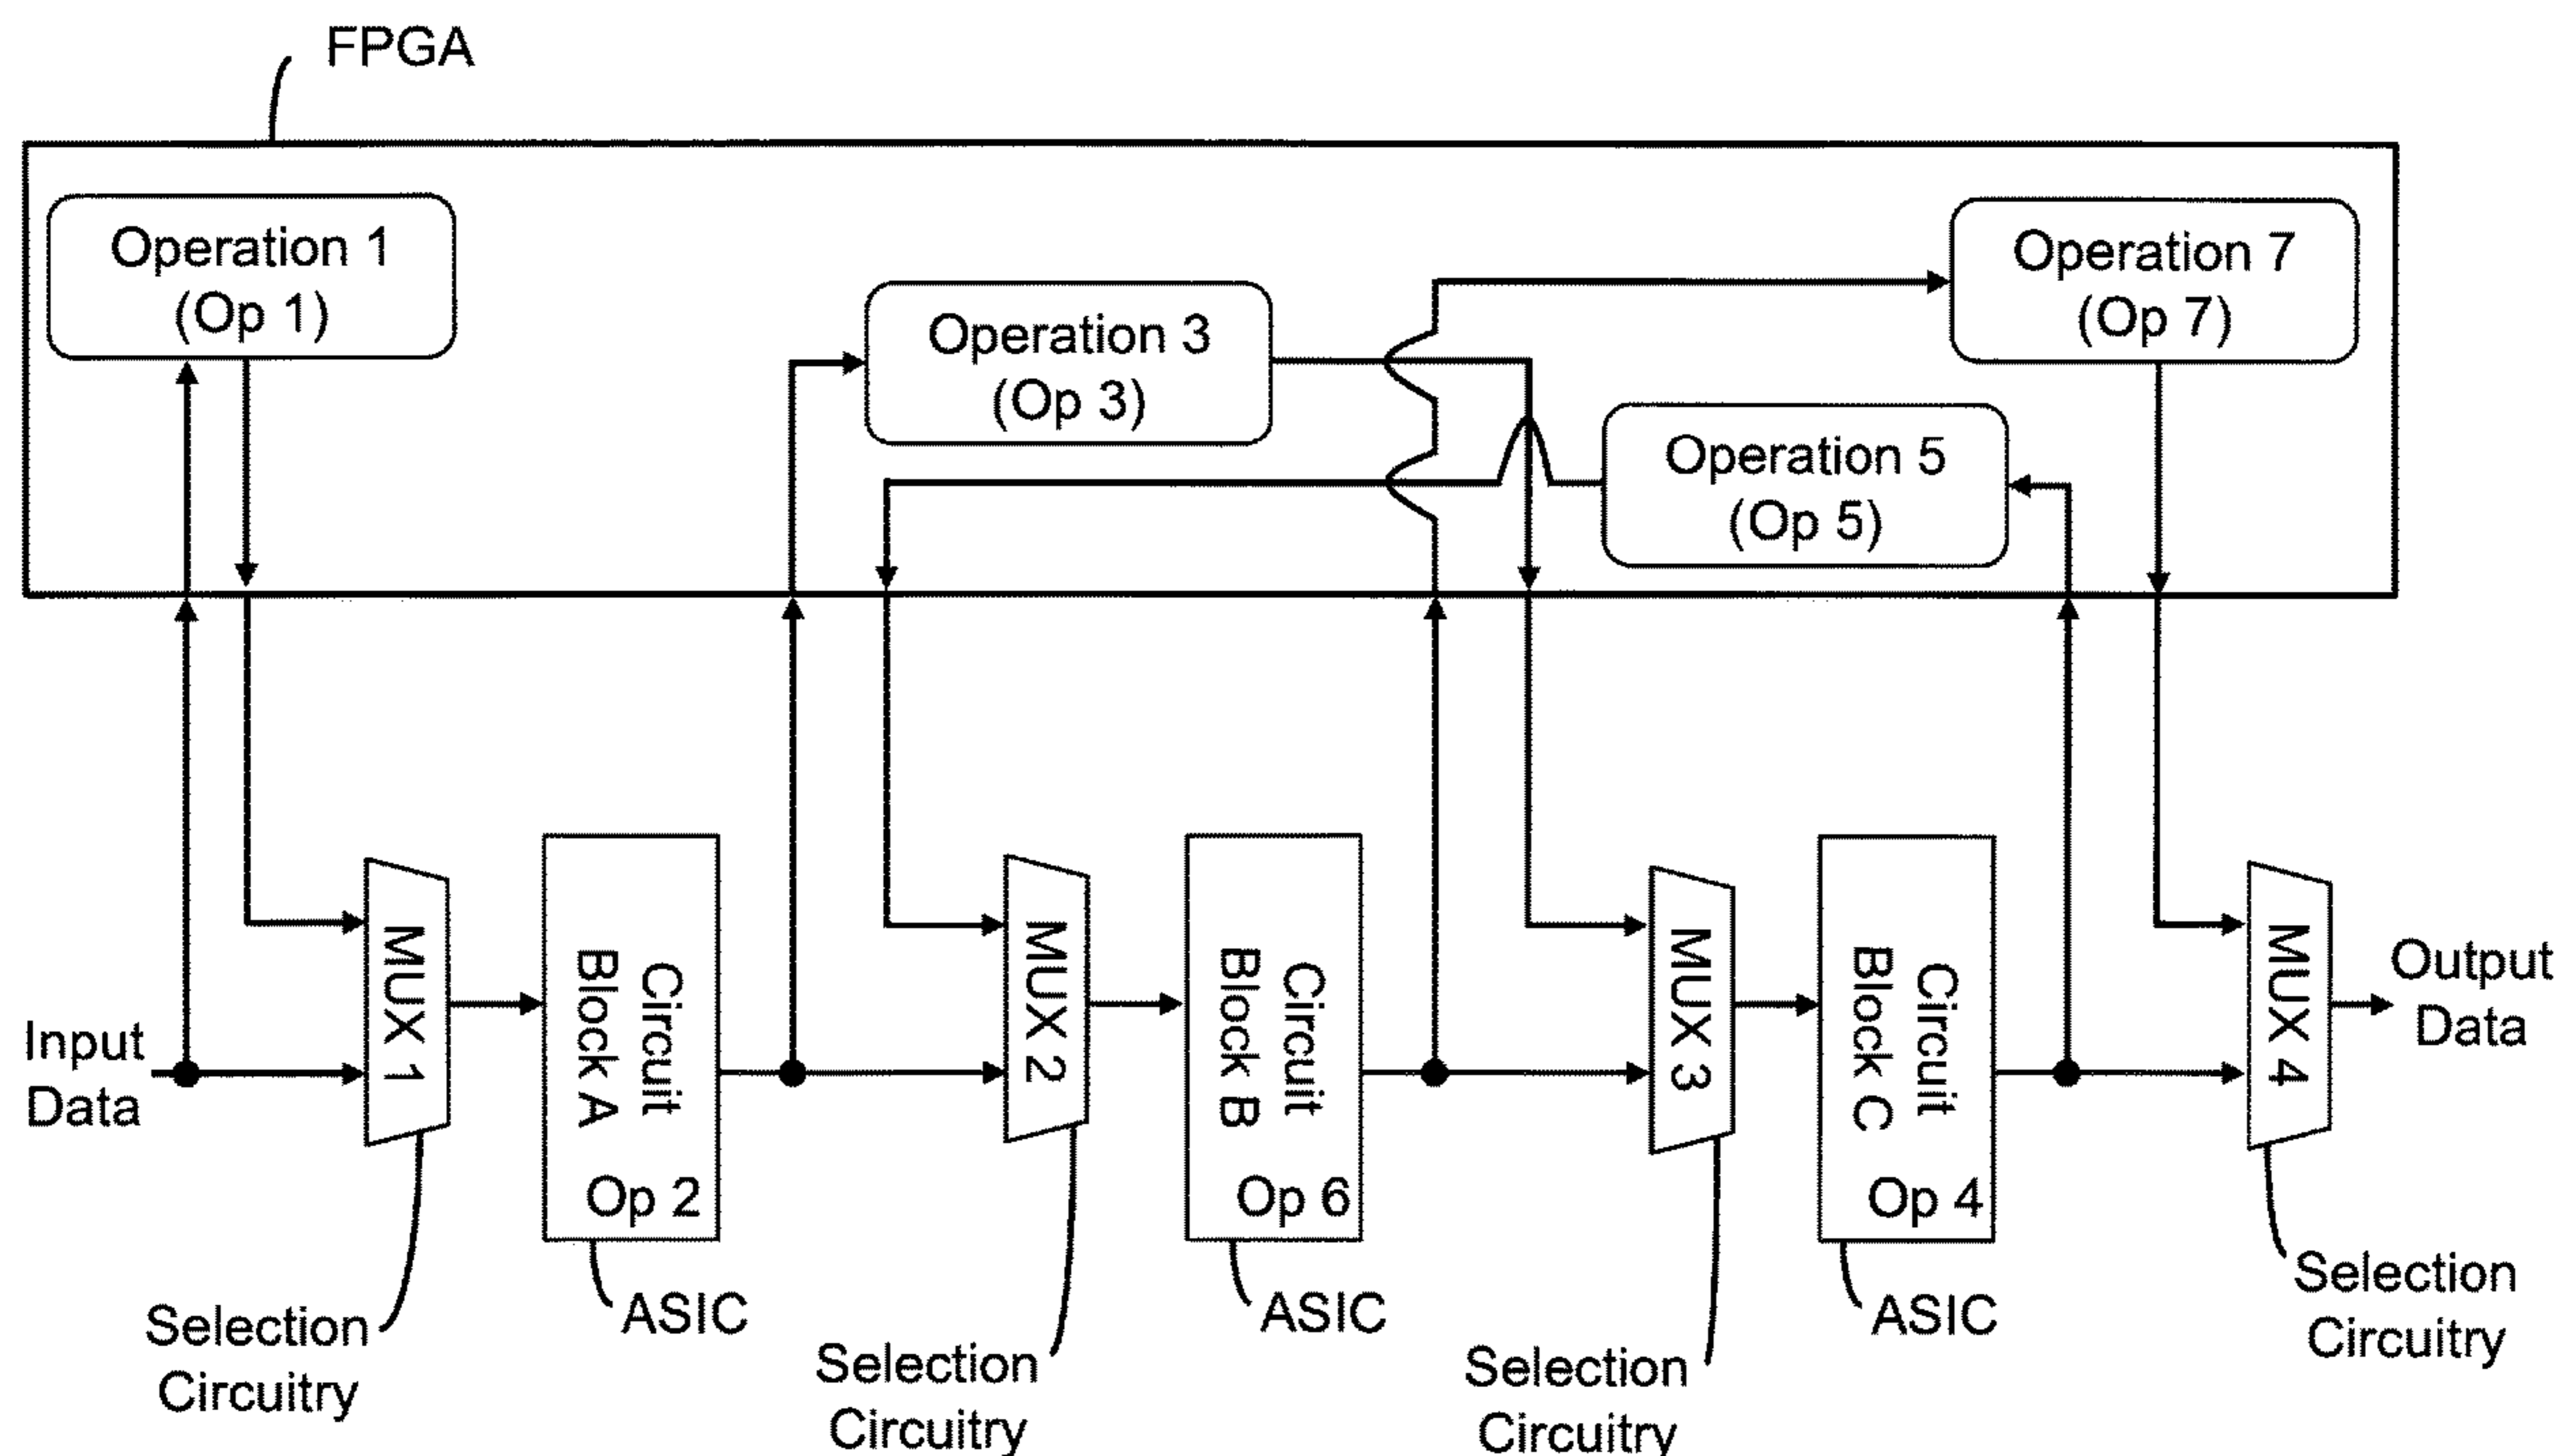 FPGA
Operation 1
(Op 1)
Operation 3
(Op 3)
Operation 7
(Op 7)
Operation 5
(Op 5)
Input
Data
MUX 1
Circuit
Block A
Op 2
MUX 2
Circuit
Block B
Op 6
MUX 3
Circuit
Block C
Op 4
MUX 4
Output
Data
Selection
Circuitry
ASIC
Selection
Circuitry
ASIC
Selection
Circuitry
ASIC
Selection
Circuitry